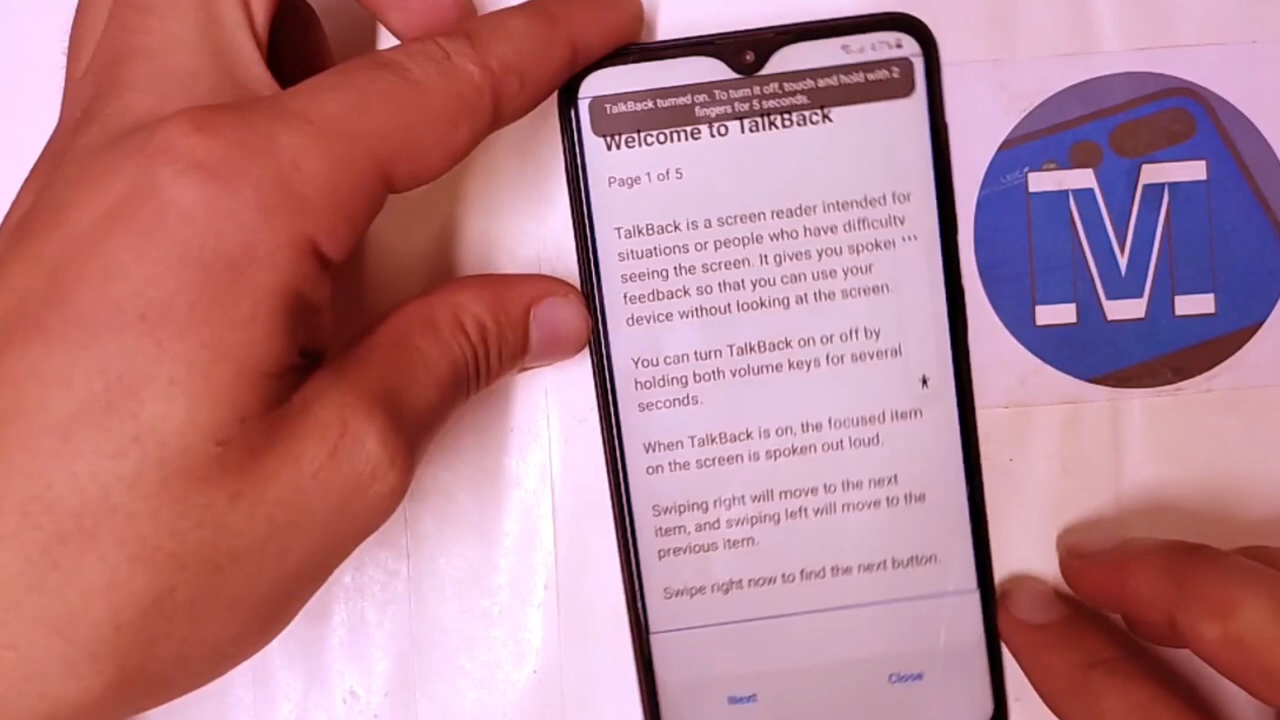 47%
TalkBack turned on. To turn it off, touch and hold with 2
fingers for 5 seconds.
Welcome to TalkBack
Page 1 of 5
TalkBack is a screen reader intended for
situations or people who have difficulty
seeing the screen. It gives you spoken
feedback so that you can use your
device without looking at the screen.
You can turn TalkBack on or off by
holding both volume keys for several
seconds.
When TalkBack is on, the focused item
on the screen is spoken out loud.
Swiping right will move to the next
item, and swiping left will move to the
previous item.
Swipe right now to find the next button.
Next
Close
LEICA
M